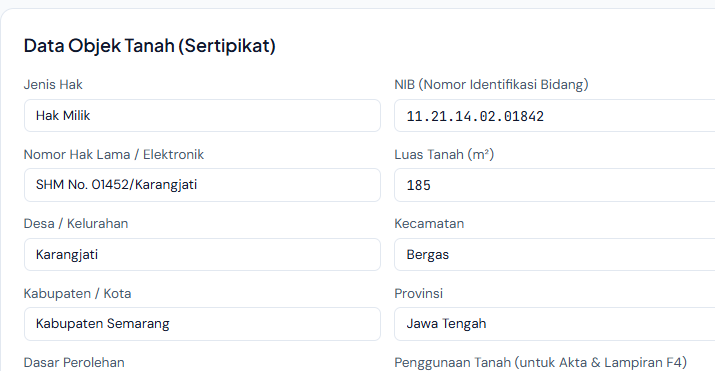 Data Objek Tanah (Sertipikat)
Jenis Hak
NIB (Nomor Identifikasi Bidang)
Hak Milik
11.21.14.02.01842
Nomor Hak Lama / Elektronik
Luas Tanah (m²)
SHM No. 01452/Karangjati
185
Desa / Kelurahan
Kecamatan
Karangjati
Bergas
Kabupaten / Kota
Provinsi
Kabupaten Semarang
Jawa Tengah
Dasar Perolehan
Penggunaan Tanah (untuk Akta & Lampiran F4)